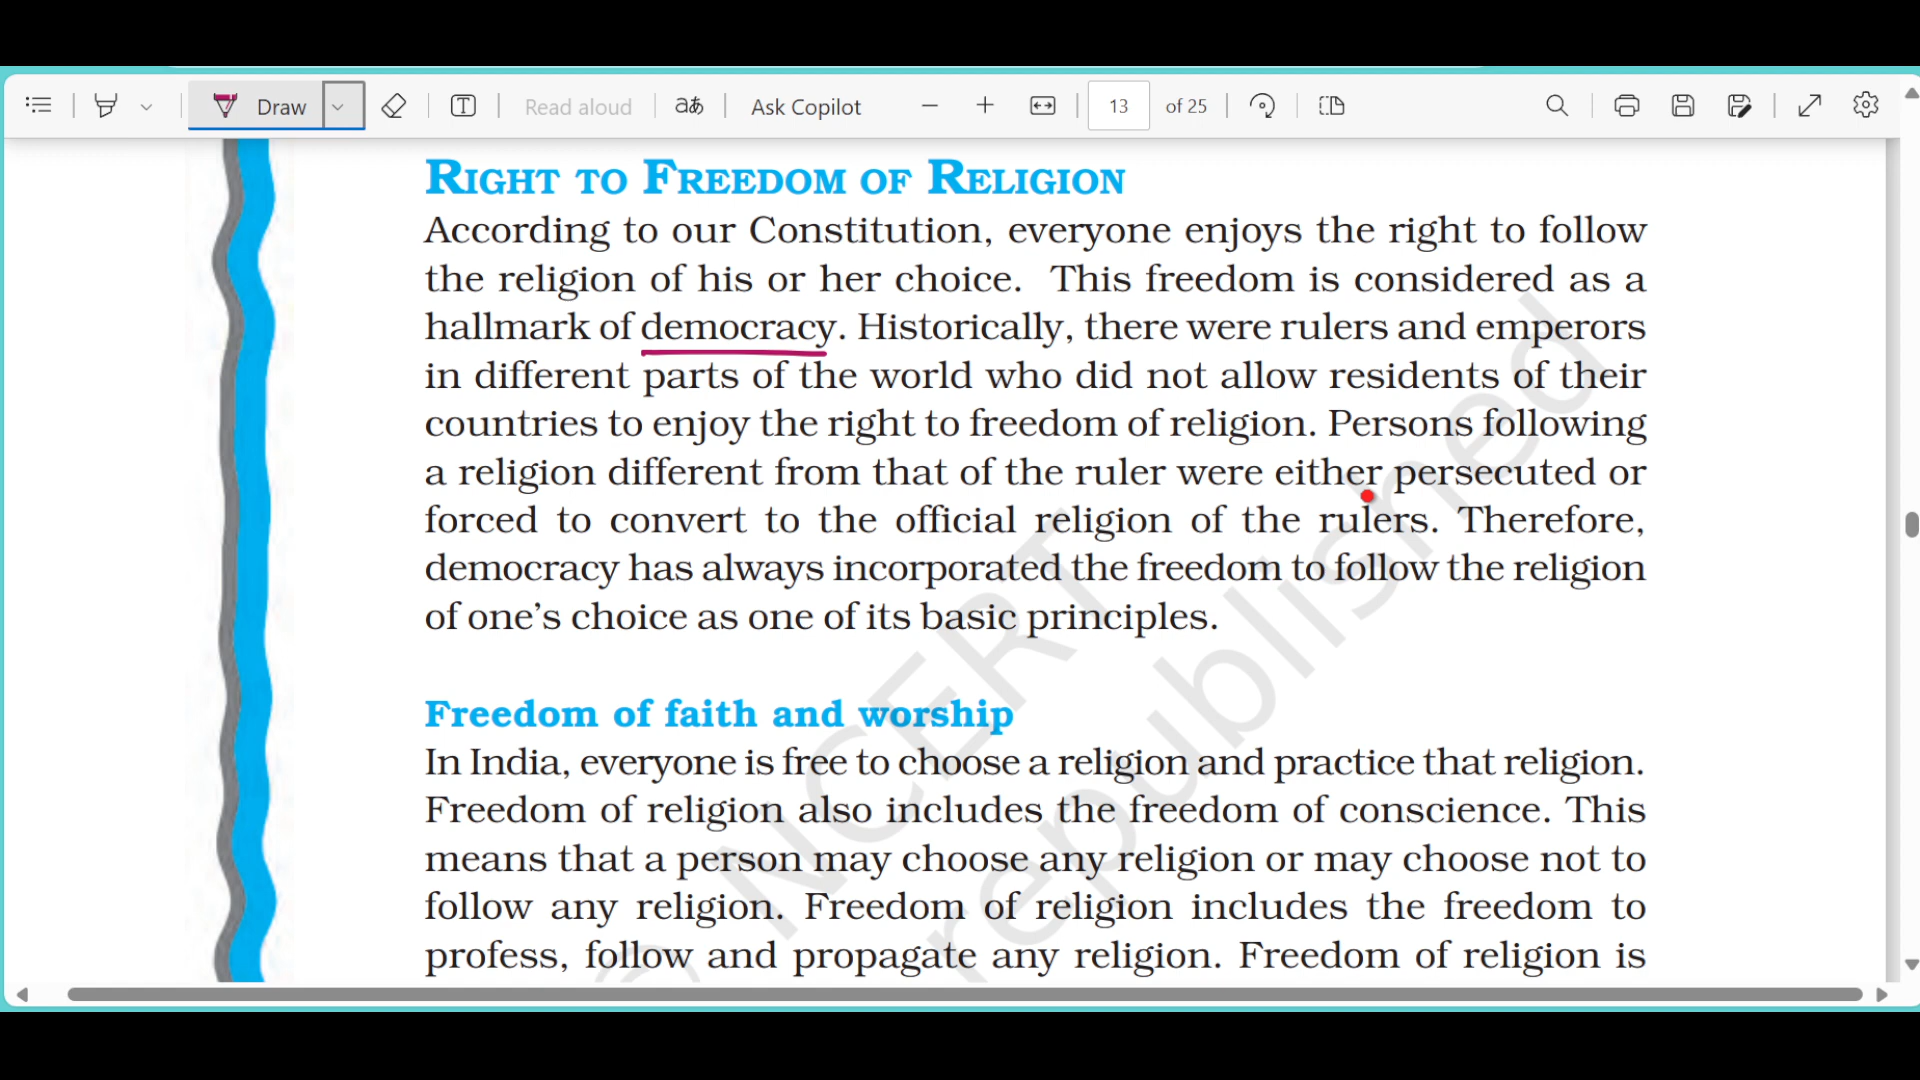 Draw
Read aloud
aあ
Ask Copilot
13 of 25
RIGHT TO FREEDOM OF RELIGION
According to our Constitution, everyone enjoys the right to follow
the religion of his or her choice. This freedom is considered as a
hallmark of democracy. Historically, there were rulers and emperors
in different parts of the world who did not allow residents of their
countries to enjoy the right to freedom of religion. Persons following
a religion different from that of the ruler were either persecuted or
forced to convert to the official religion of the rulers. Therefore,
democracy has always incorporated the freedom to follow the religion
of one’s choice as one of its basic principles.
Freedom of faith and worship
In India, everyone is free to choose a religion and practice that religion.
Freedom of religion also includes the freedom of conscience. This
means that a person may choose any religion or may choose not to
follow any religion. Freedom of religion includes the freedom to
profess, follow and propagate any religion. Freedom of religion is
© NCERT
republished